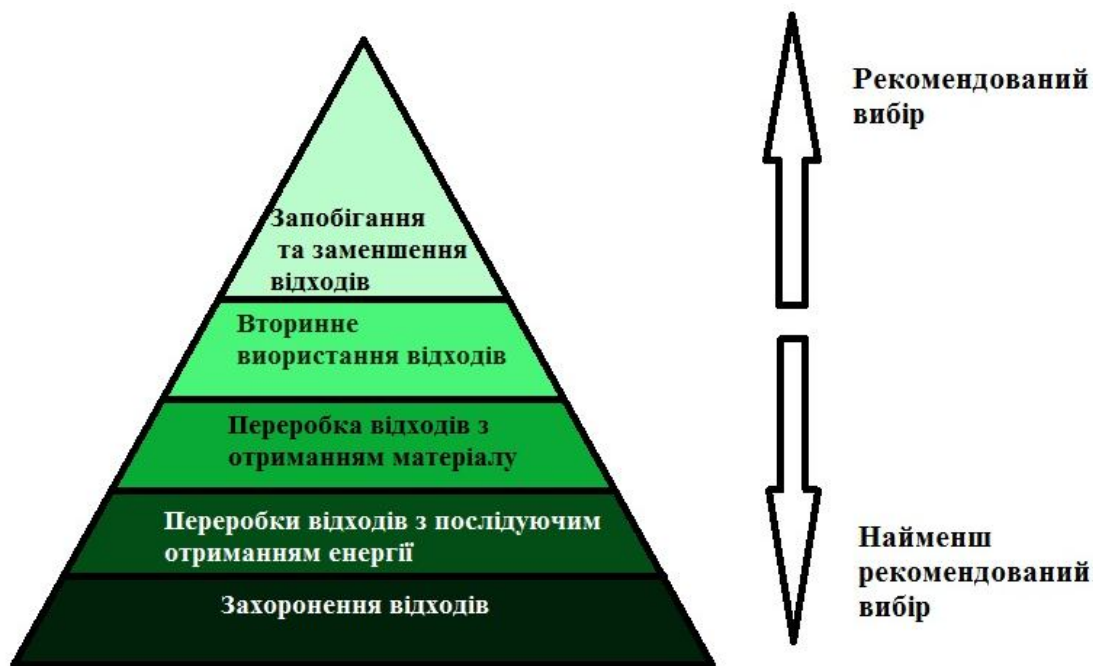 Рекомендований
вибір
Запобігання
та заменшення
відходів
Вторинне
виористання відходів
Переробка відходів з
отриманням матеріалу
Переробки відходів з послідуючим
отриманням енергії
Захоронення відходів
Найменш
рекомендований
вибір